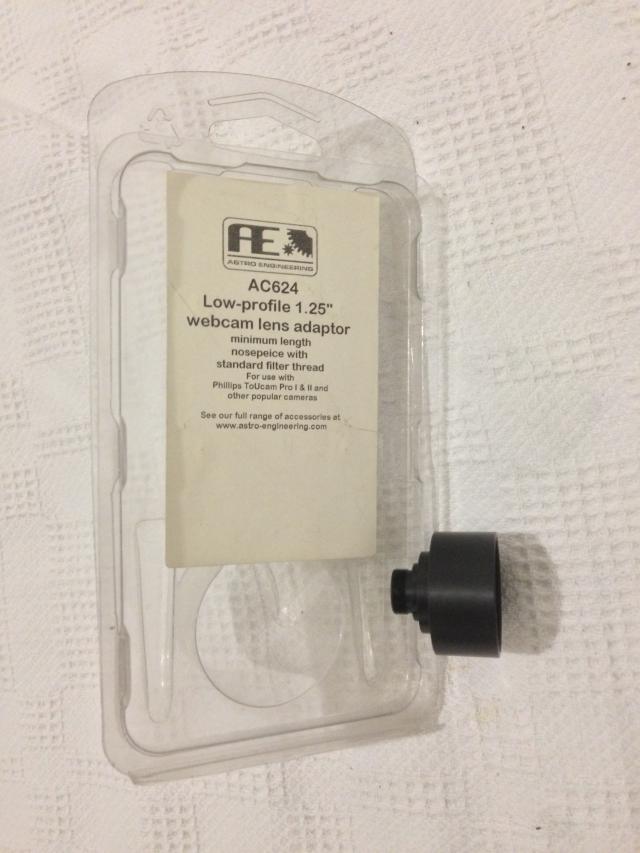 AE
ASTRO ENGINEERING
AC624
Low-profile 1.25"
webcam lens adaptor
minimum length
nosepeice with
standard filter thread
For use with
Phillips ToUcam Pro I & II and
other popular cameras
See our full range of accessories at
www.astro-engineering.com